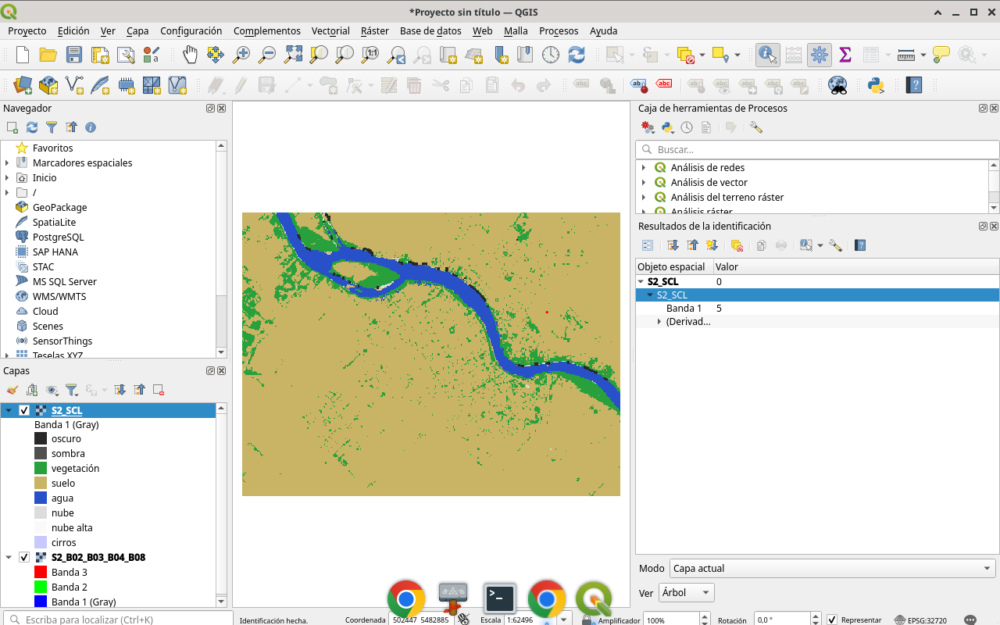 *Proyecto sin título — QGIS
Proyecto Edición Ver Capa Configuración Complementos Vectorial Ráster Base de datos Web Malla Procesos Ayuda
1:1
abc abc abc
Navegador
Favoritos
Marcadores espaciales
Inicio
/
GeoPackage
SpatiaLite
PostgreSQL
SAP HANA
STAC
MS SQL Server
WMS/WMTS
Cloud
Scenes
SensorThings
Teselas XYZ
Capas
S2_SCL
Banda 1 (Gray)
oscuro
sombra
vegetación
suelo
agua
nube
nube alta
cirros
S2_B02_B03_B04_B08
Banda 3
Banda 2
Banda 1 (Gray)
Caja de herramientas de Procesos
Buscar...
Análisis de redes
Análisis de vector
Análisis del terreno ráster
Análisis ráster
Resultados de la identificación
Objeto espacial Valor
S2_SCL 0
S2_SCL
Banda 1 5
(Derivad...
Modo Capa actual
Ver Árbol
Escriba para localizar (Ctrl+K) Identificación hecha. Coordenada 502447 5482885 Escala 1:62496 Amplificador 100% Rotación 0,0 ° Representar EPSG:32720